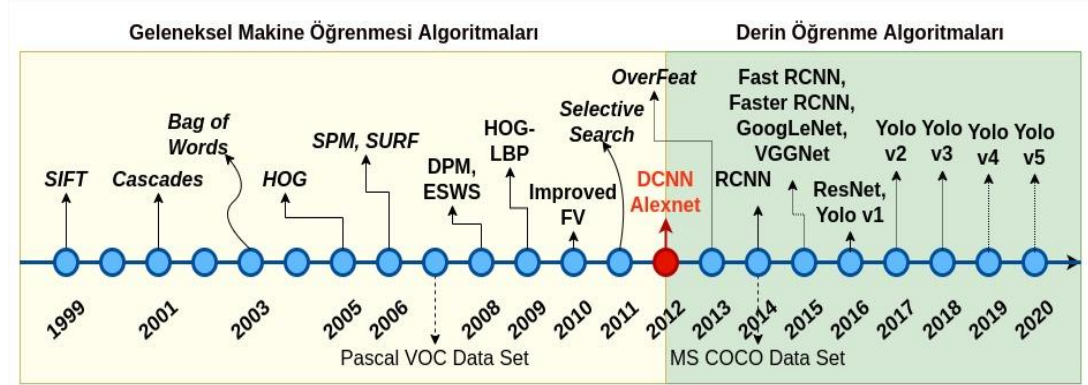 Geleneksel Makine Öğrenmesi Algoritmaları
Derin Öğrenme Algoritmaları
SIFT
Cascades
Bag of
Words
HOG
SPM, SURF
DPM,
ESWS
HOG-
LBP
Improved
FV
Selective
Search
DCNN
Alexnet
OverFeat
RCNN
Fast RCNN,
Faster RCNN,
GoogLeNet,
VGGNet
ResNet,
Yolo v1
Yolo
v2
Yolo
v3
Yolo
v4
Yolo
v5
1999
2001
2003
2005
2006
2008
2009
2010
2011
2012
2013
2014
2015
2016
2017
2018
2019
2020
Pascal VOC Data Set
MS COCO Data Set